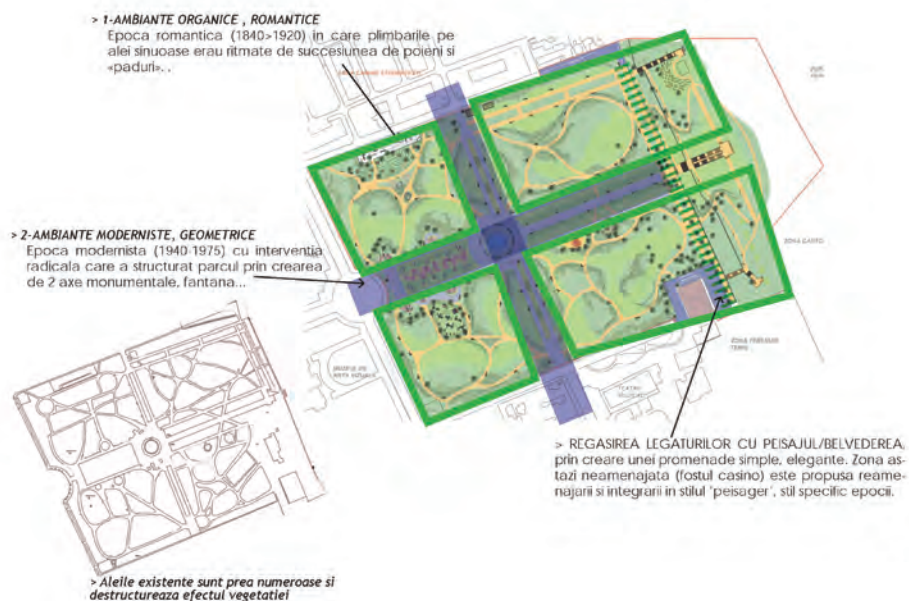 > 1-AMBIANTE ORGANICE , ROMANTICE
Epoca romantica (1840>1920) in care plimbarile pe
alei sinuoase erau ritmate de succesiunea de poieni si
«paduri». .
> 2-AMBIANTE MODERNISTE, GEOMETRICE
Epoca modernista (1940-1975) cu interventia
radicala care a structurat parcul prin crearea
de 2 axe monumentale, fantana...
ZONA
TEATRU
> REGASIREA LEGATURILOR CU PEISAJUL/BELVEDEREA,
prin creare unei promenade simple, elegante. Zona as-
tazi neamenajata (fostul casino) este propusa reame-
najarii si integrarii in stilul 'peisager', stil specific epocii.
> Aleile existente sunt prea numeroase si
destructureaza efectul vegetatiei